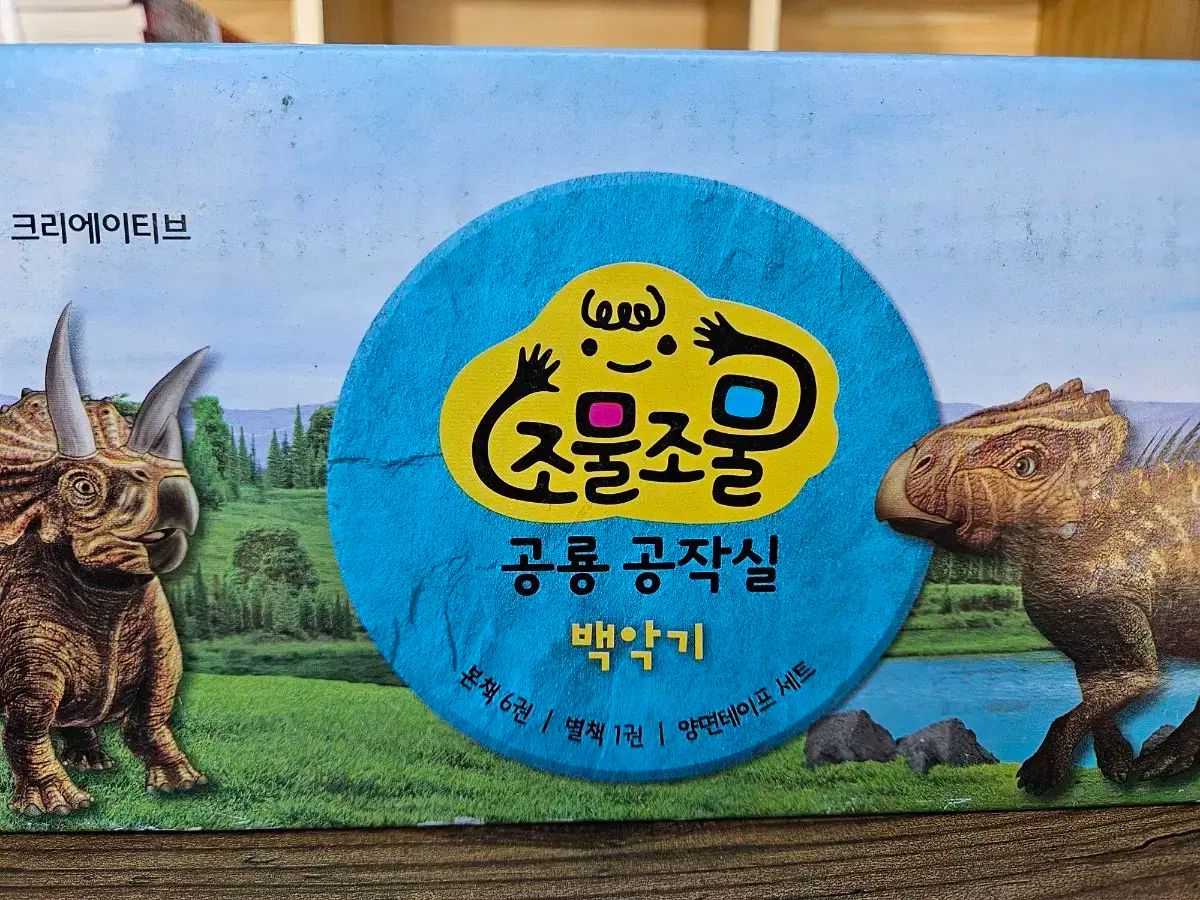 크리에이티브
조물조물
공룡 공작실
백악기
본책 6권 | 별책 1권 | 양면테이프 세트